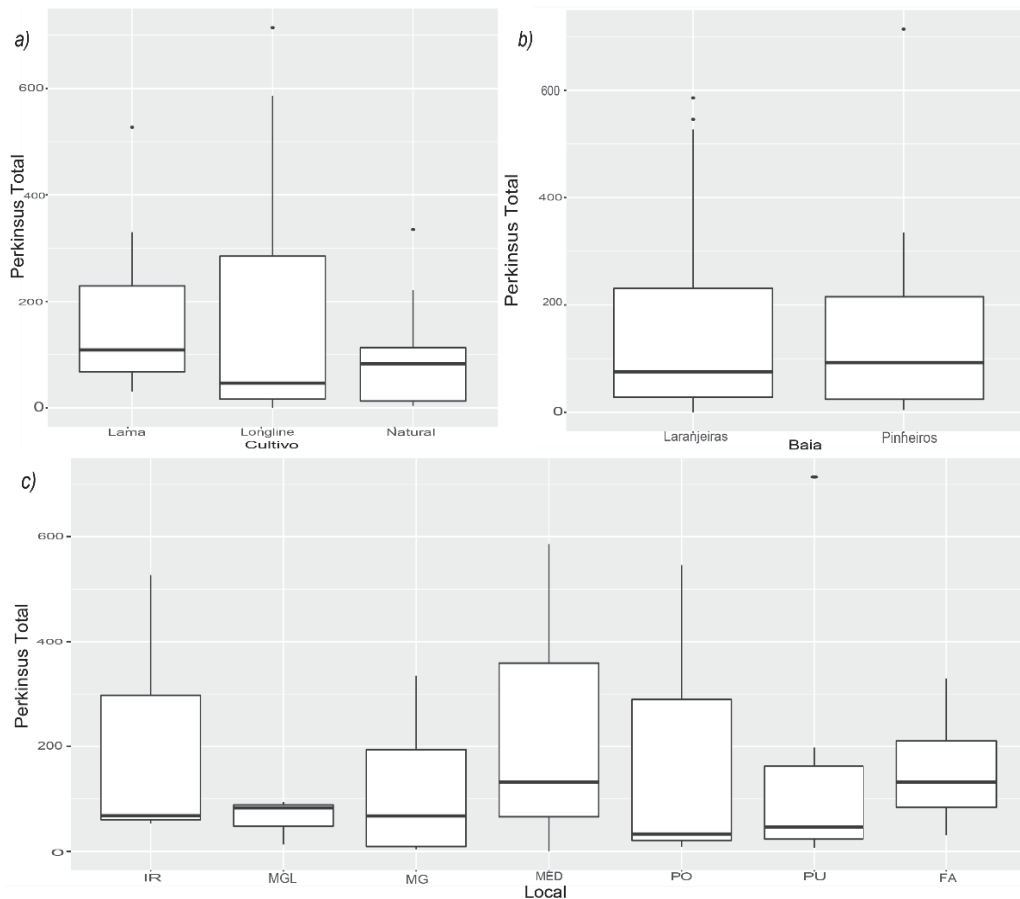 a)
600
400
200
0
Perkinsus Total
Lama Longline Natural
Cultivo
b)
600
400
200
0
Perkinsus Total
Laranjeiras Pinheiros
Baia
c)
600
400
200
0
Perkinsus Total
IR MGL MG MED PO PU FA
Local